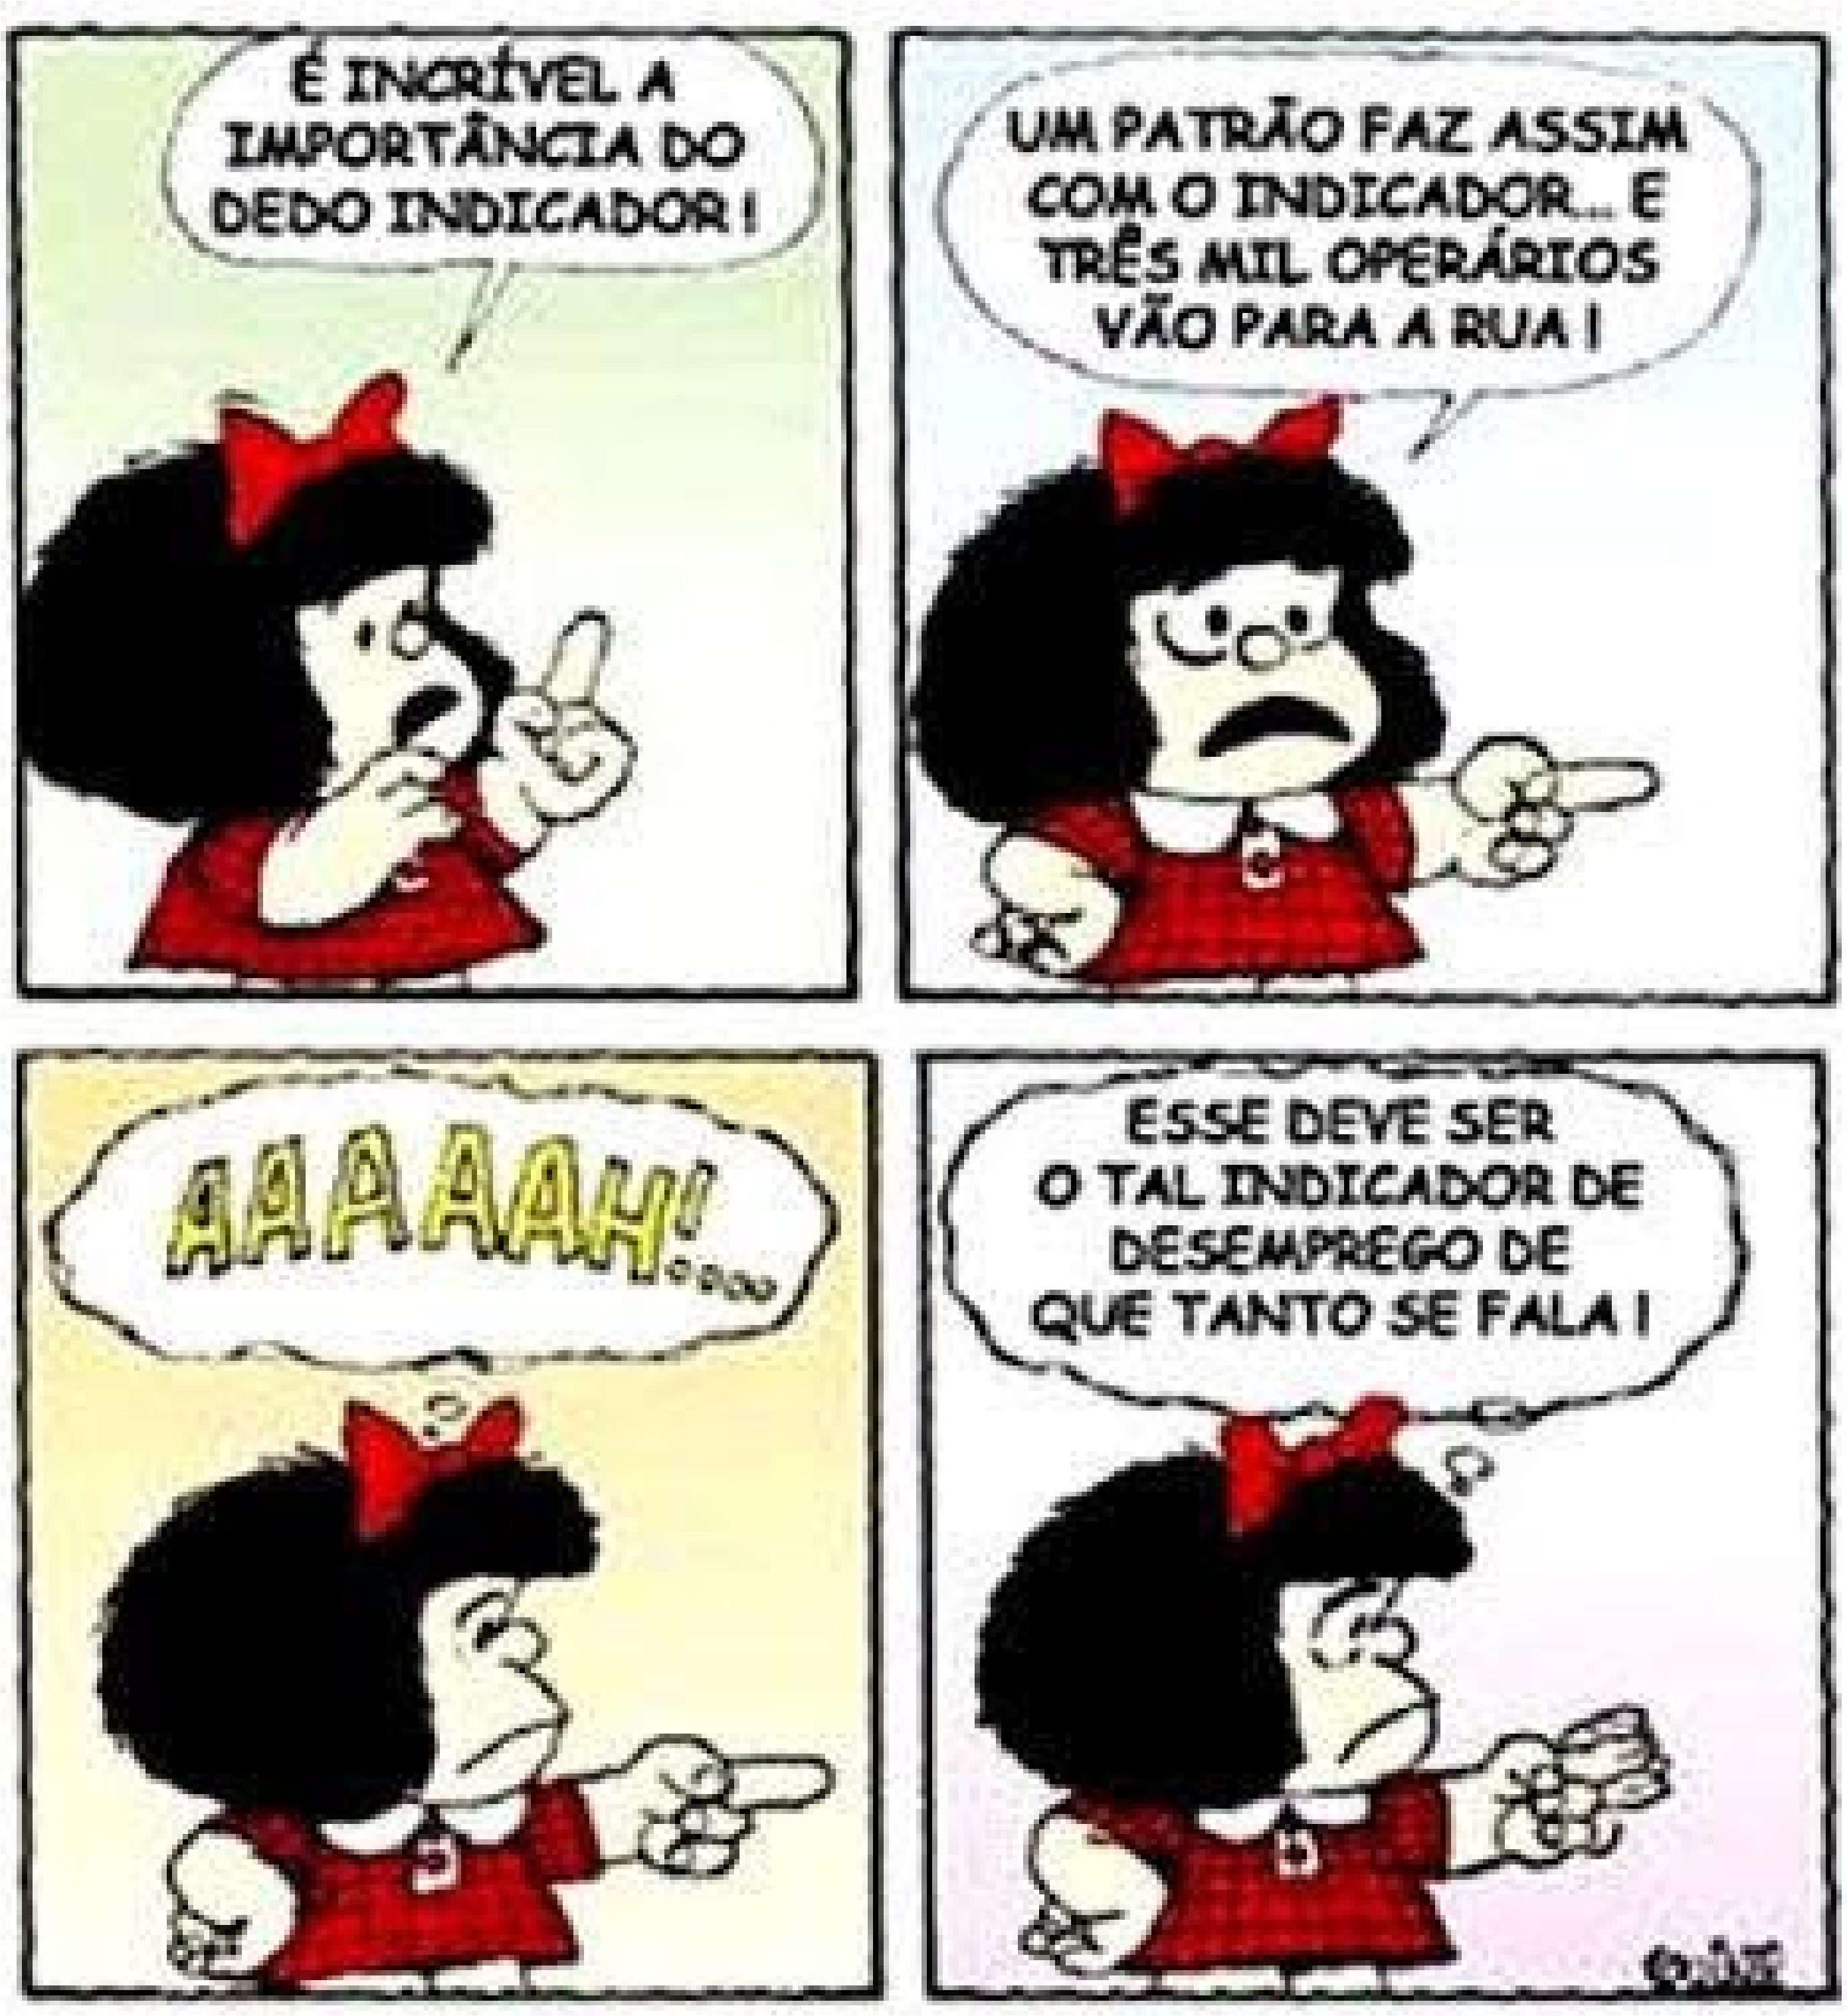 É INCRÍVEL A
IMPORTÂNCIA DO
DEDO INDICADOR!
UM PATRÃO FAZ ASSIM
COM O INDICADOR... E
TRÊS MIL OPERÁRIOS
VÃO PARA A RUA!
AAAAAH!....
ESSE DEVE SER
O TAL INDICADOR DE
DESEMPREGO DE
QUE TANTO SE FALA!